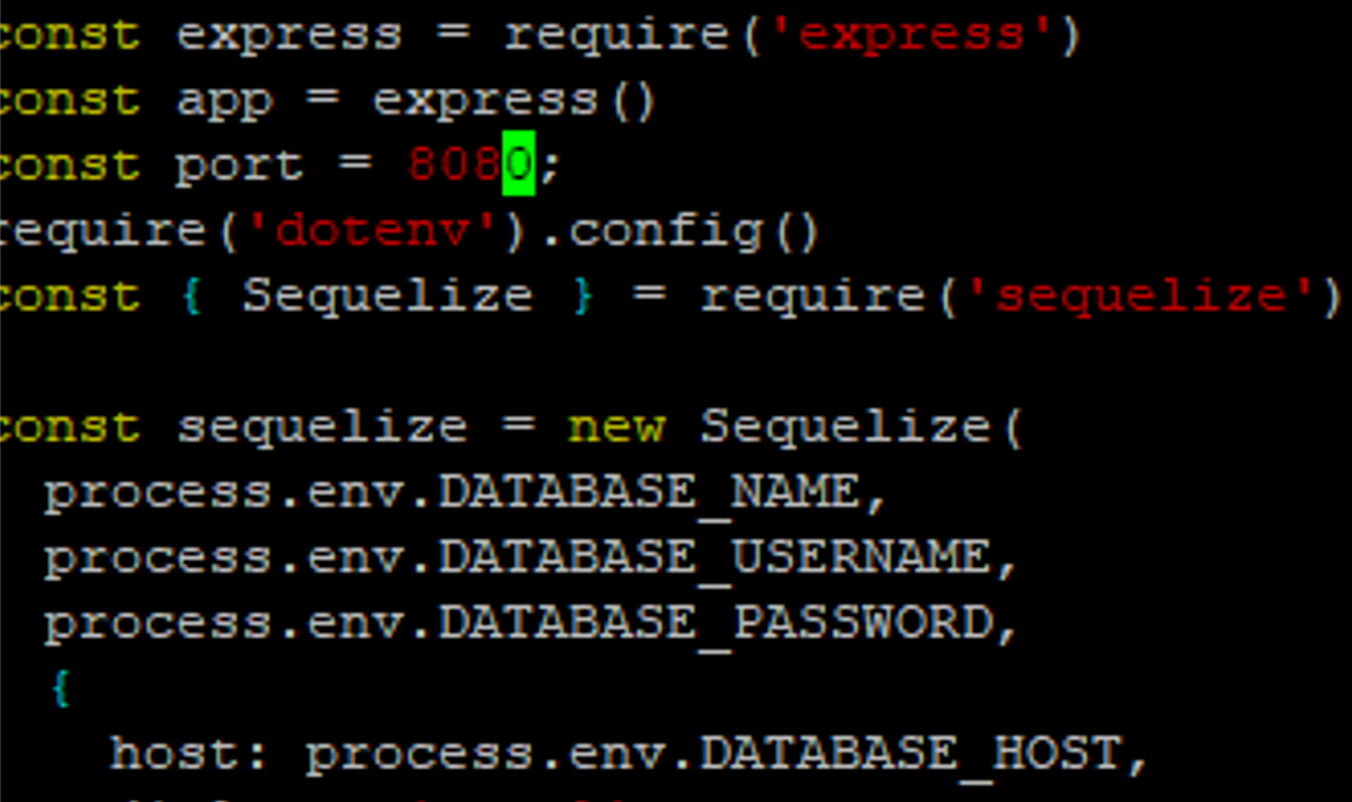 const express = require('express')
const app = express()
const port = 8080;
require('dotenv').config()
const { Sequelize } = require('sequelize')
const sequelize = new Sequelize(
process.env.DATABASE_NAME,
process.env.DATABASE_USERNAME,
process.env.DATABASE_PASSWORD,
{
host: process.env.DATABASE_HOST,